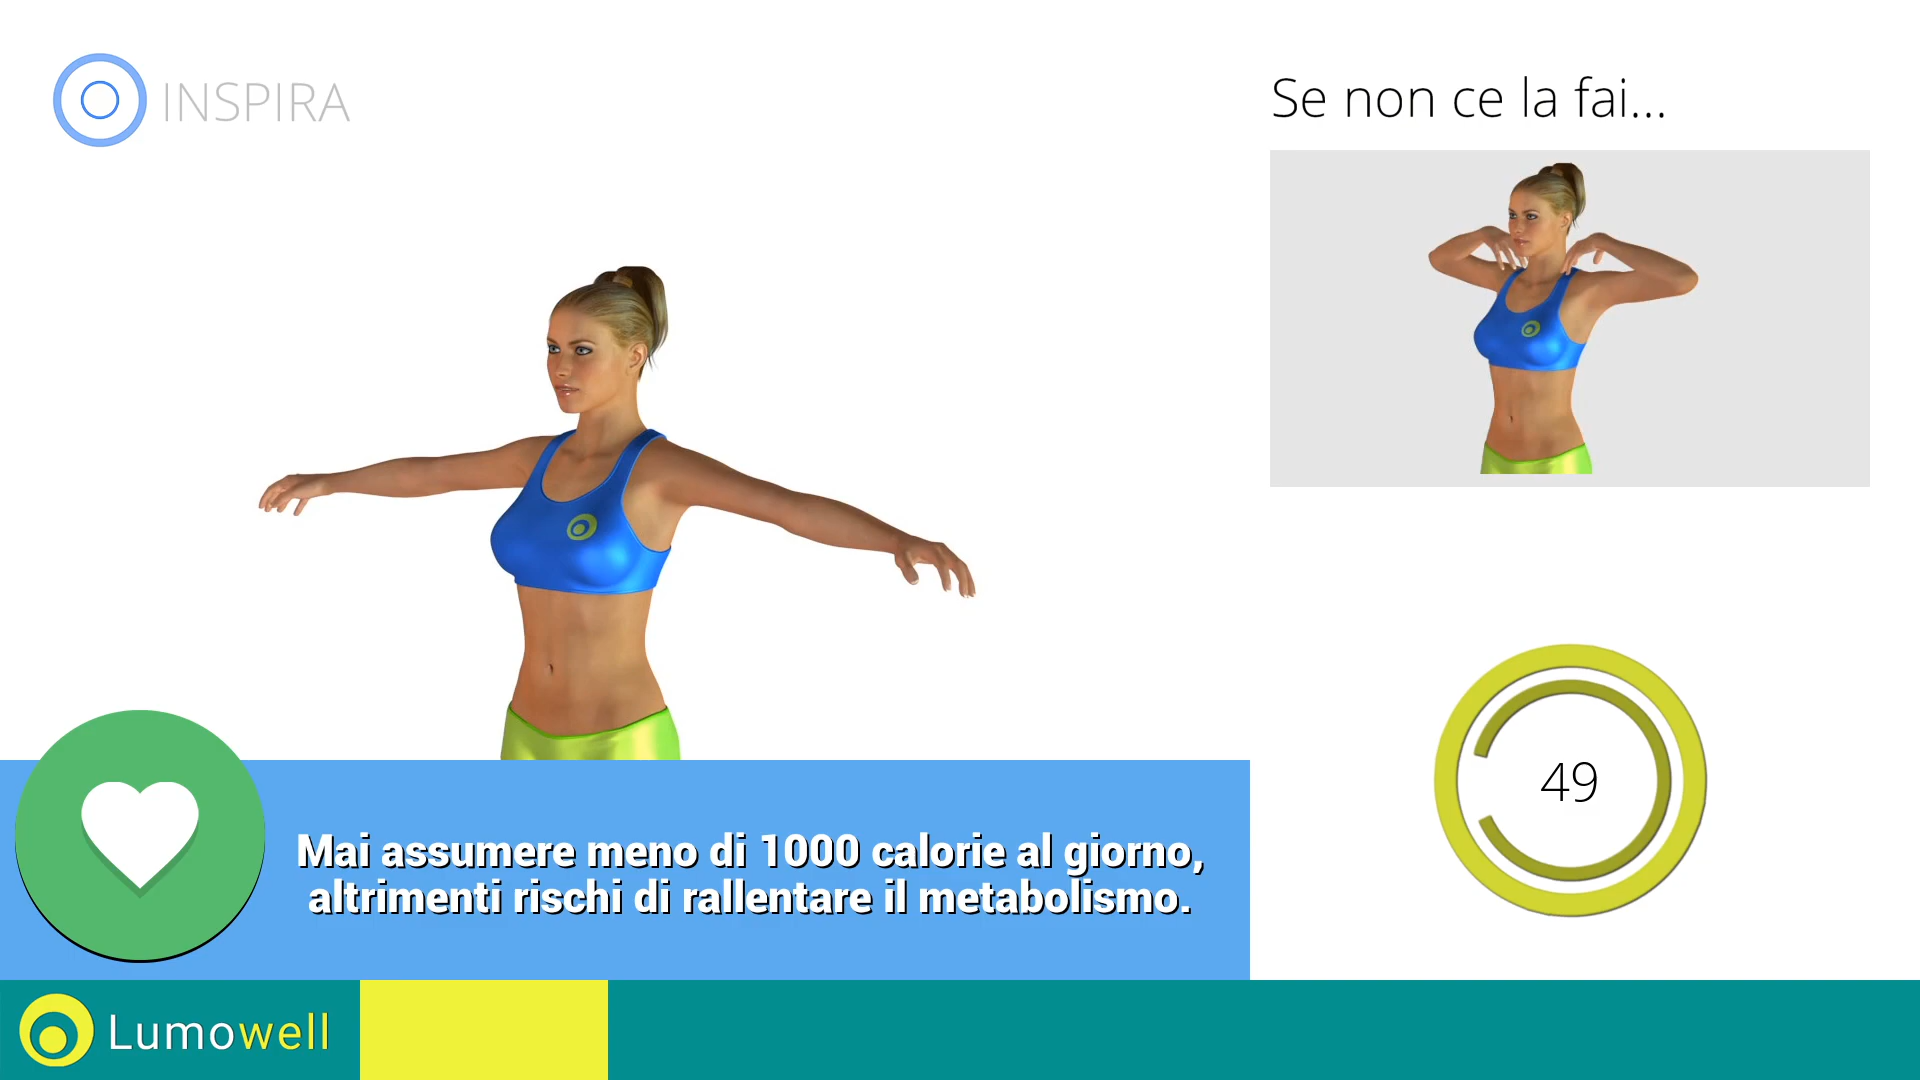 INSPIRA
Se non ce la fai...
49
Mai assumere meno di 1000 calorie al giorno,
altrimenti rischi di rallentare il metabolismo.
Lumowell